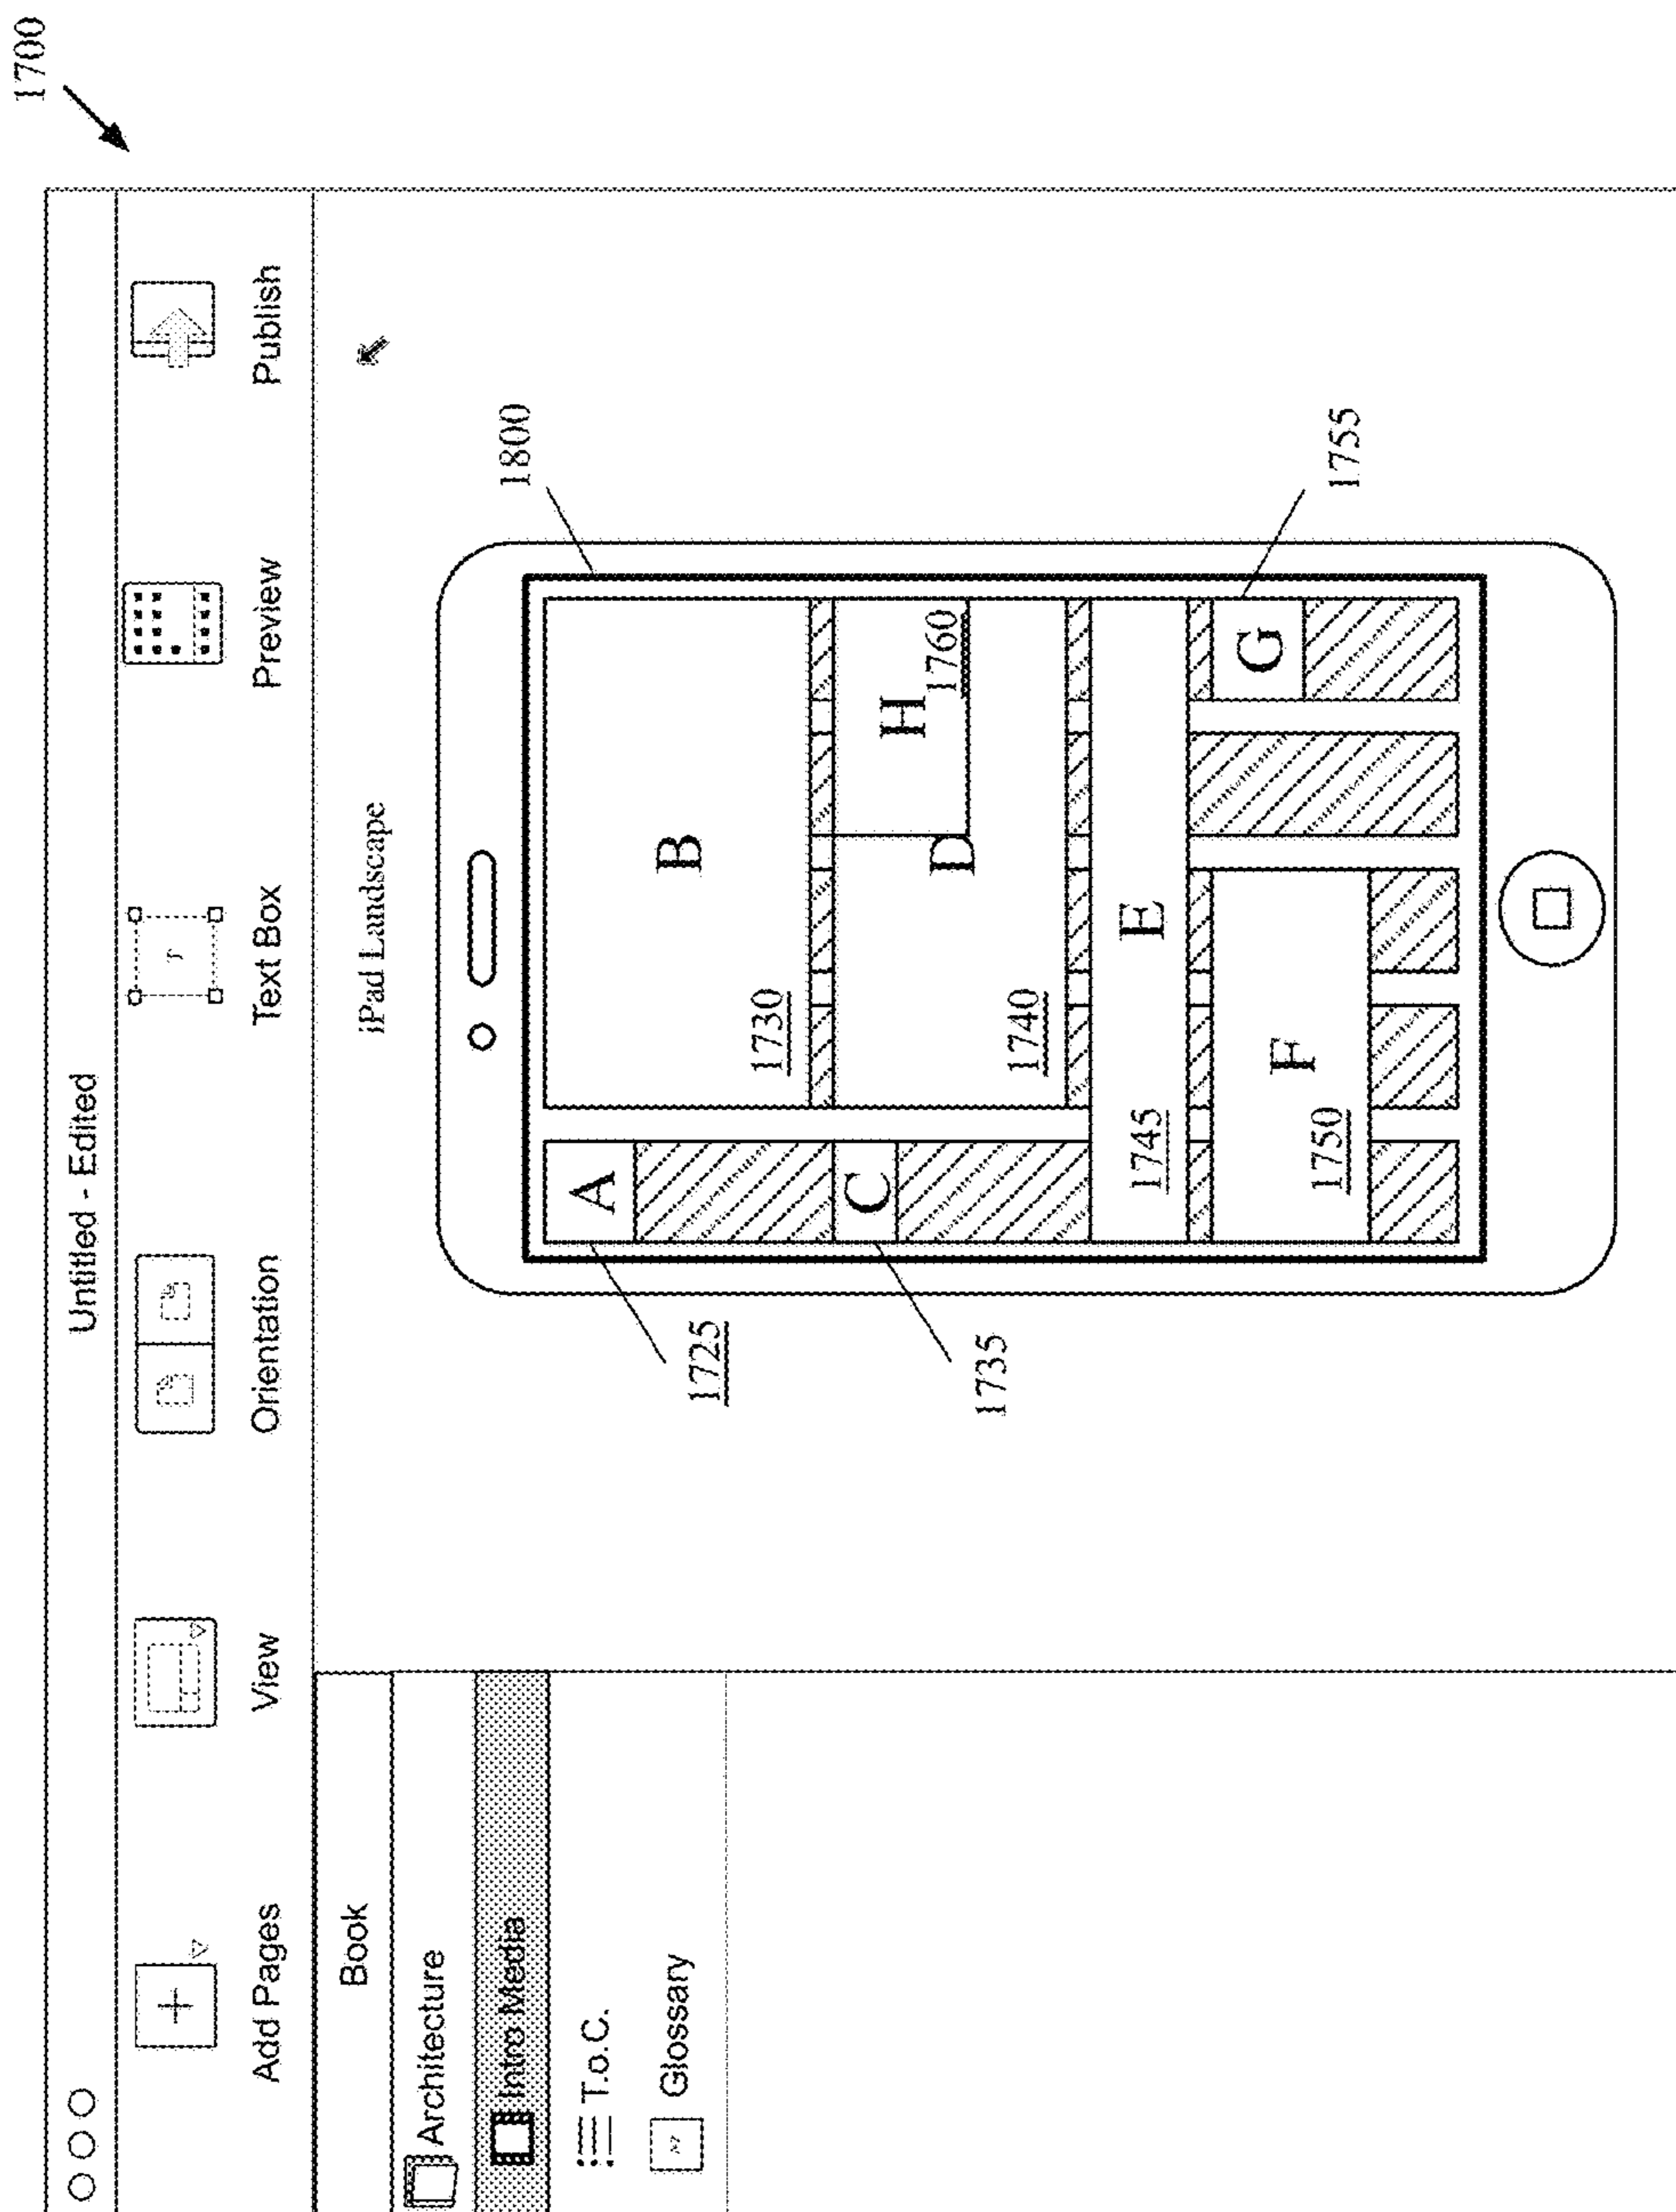 1700
Untitled - Edited
Add Pages
View
Orientation
Text Box
Preview
Publish
Book
Architecture
Intro Media
T.o.C.
Glossary
iPad Landscape
1800
A
B
1725
1730
H
1760
C
D
1735
1740
E
1745
G
1755
F
1750